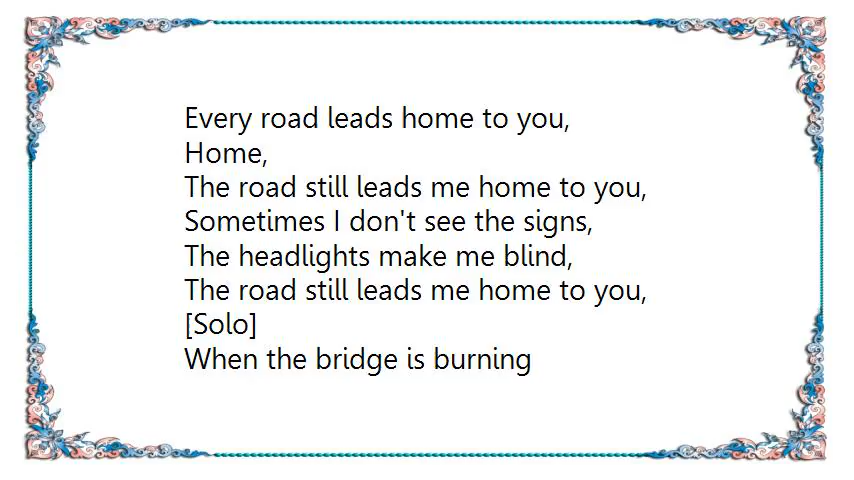 Every road leads home to you,
Home,
The road still leads me home to you,
Sometimes I don't see the signs,
The headlights make me blind,
The road still leads me home to you,
[Solo]
When the bridge is burning